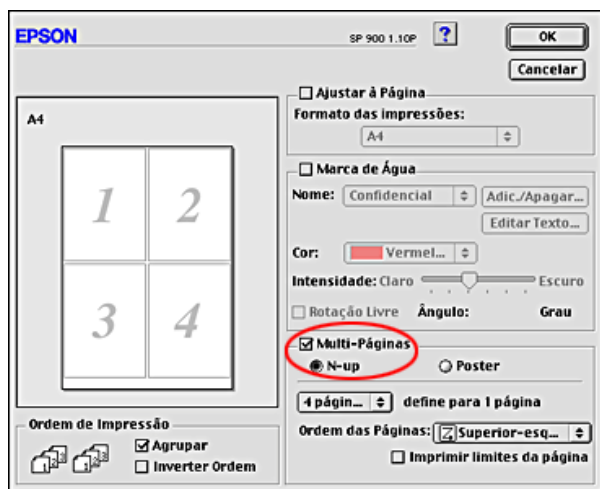 EPSON
SP 900 1.10P
?
OK
Cancelar
A4
1 2
3 4
Ordem de Impressão
Agrupar
Inverter Ordem
Ajustar à Página
Formato das impressões:
A4
Marca de Água
Nome: Confidencial Adic./Apagar...
Editar Texto...
Cor: Vermel...
Intensidade: Claro Escuro
Rotação Livre Ângulo: Grau
Multi-Páginas
N-up Poster
4 págin... define para 1 página
Ordem das Páginas: Superior-esq...
Imprimir limites da página